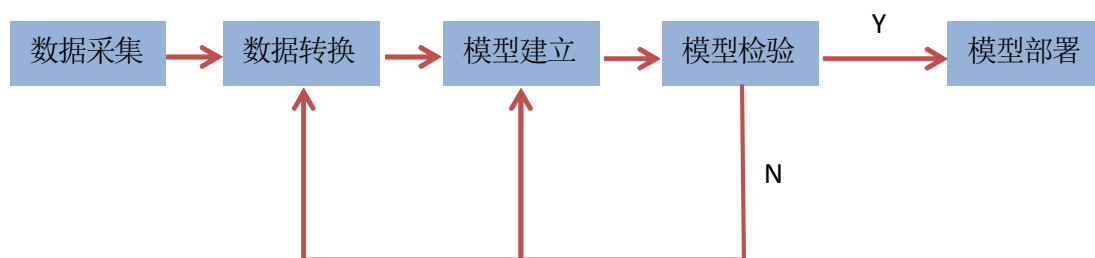 数据采集
数据转换
模型建立
模型检验
Y
模型部署
N